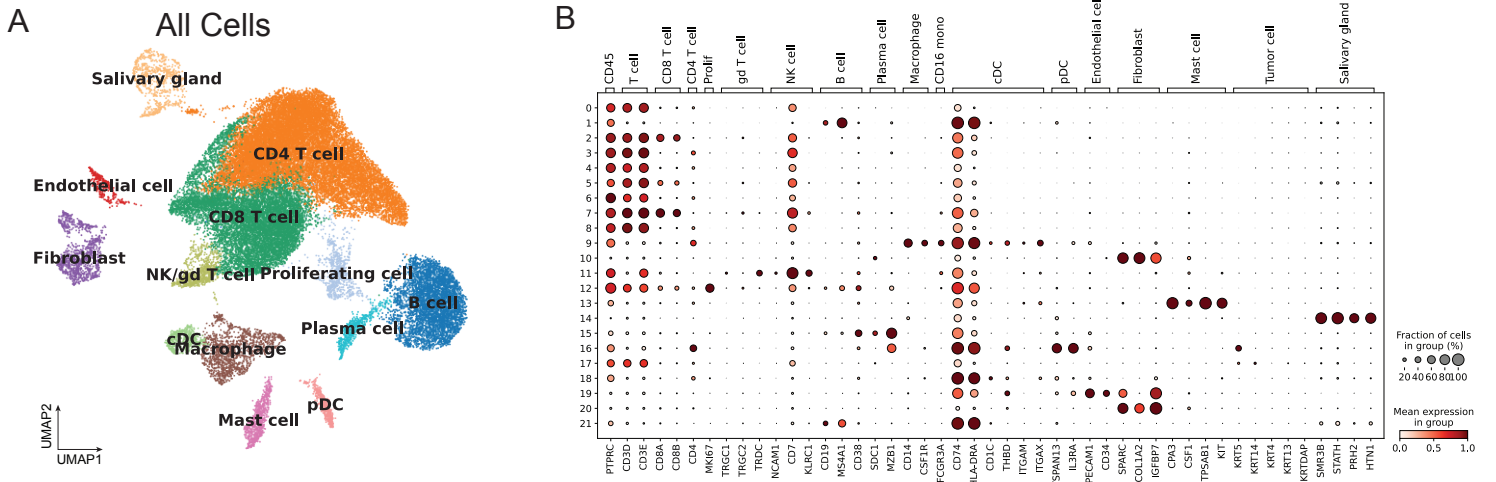 A
All Cells
Salivary gland
CD4 T cell
Endothelial cell
CD8 T cell
Fibroblast
NK/gd T cell
Proliferating cell
B cell
Plasma cell
cDC
Macrophage
pDC
Mast cell
UMAP2
UMAP1
B
CD45
T cell
CD8 T cell
CD4 T cell
Prolif
gd T cell
NK cell
B cell
Plasma cell
Macrophage
CD16 mono
cDC
pDC
Endothelial cell
Fibroblast
Mast cell
Tumor cell
Salivary gland
0
1
2
3
4
5
6
7
8
9
10
11
12
13
14
15
16
17
18
19
20
21
PTPRC
CD3D
CD3E
CD8A
CD8B
CD4
MKI67
TRGC1
TRGC2
TRDC
NCAM1
CD7
KLRC1
CD19
MS4A1
CD38
SDC1
MZB1
CD14
CSF1R
FCGR3A
CD74
HLA-DRA
CD1C
THBD
ITGAM
ITGAX
TSPAN13
IL3RA
PECAM1
CD34
SPARC
COL1A2
IGFBP7
CPA3
CSF1
TPSAB1
KIT
KRT5
KRT14
KRT4
KRT13
KRTDAP
SMR3B
STATH
PRH2
HTN1
Fraction of cells
in group (%)
20 40 60 80 100
Mean expression
in group
0.0 0.5 1.0